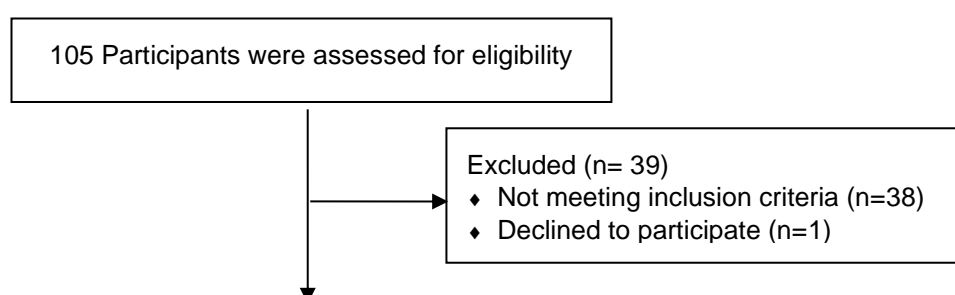 105 Participants were assessed for eligibility
Excluded (n= 39)
♦ Not meeting inclusion criteria (n=38)
♦ Declined to participate (n=1)